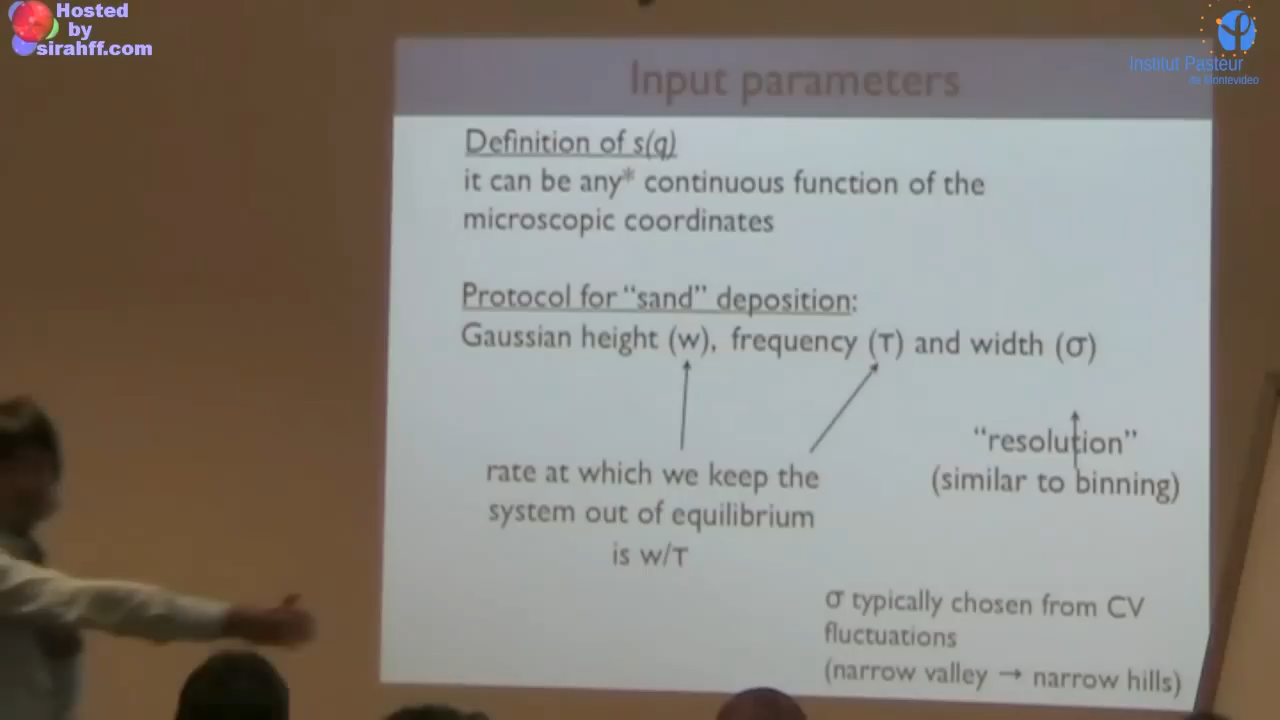 Hosted
by
sirahff.com
Institut Pasteur
de Montevideo
Input parameters
Definition of s(q)
it can be any* continuous function of the
microscopic coordinates
Protocol for “sand” deposition:
Gaussian height (w), frequency (τ) and width (σ)
“resolution”
(similar to binning)
rate at which we keep the
system out of equilibrium
is w/τ
σ typically chosen from CV
fluctuations
(narrow valley → narrow hills)